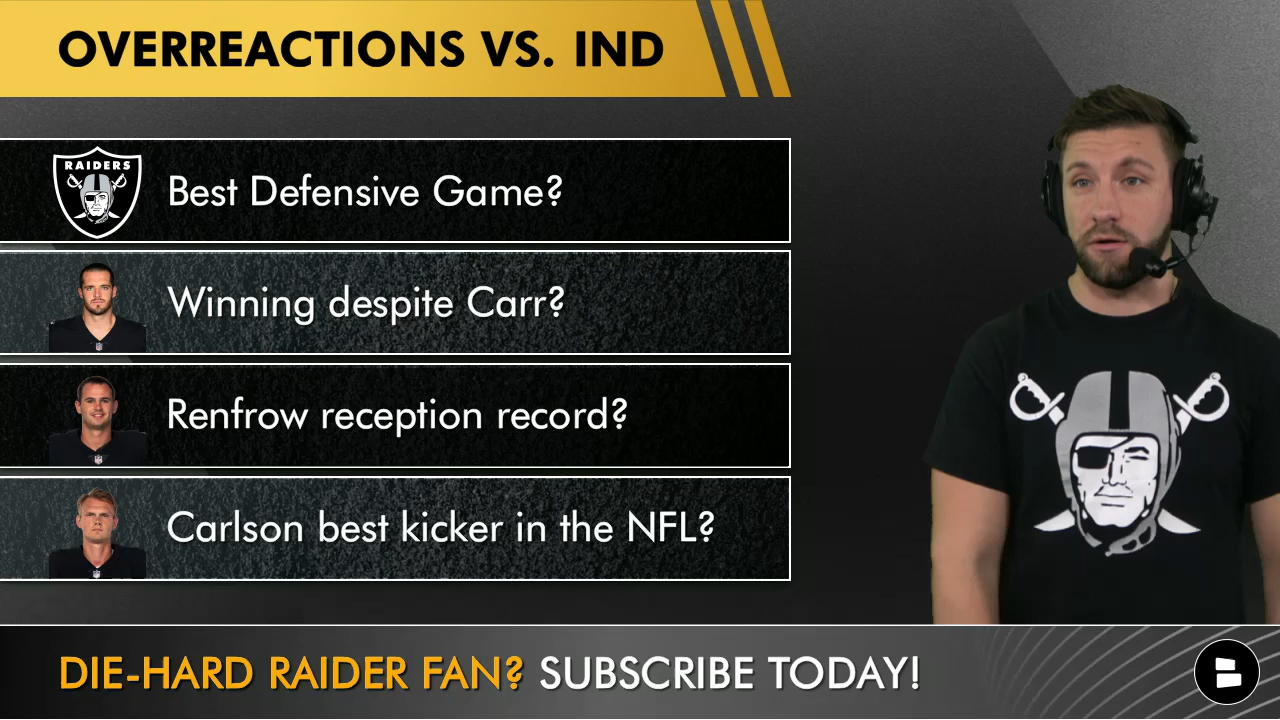 OVERREACTIONS VS. IND
RAIDERS
Best Defensive Game?
Winning despite Carr?
Renfrow reception record?
Carlson best kicker in the NFL?
DIE-HARD RAIDER FAN? SUBSCRIBE TODAY!